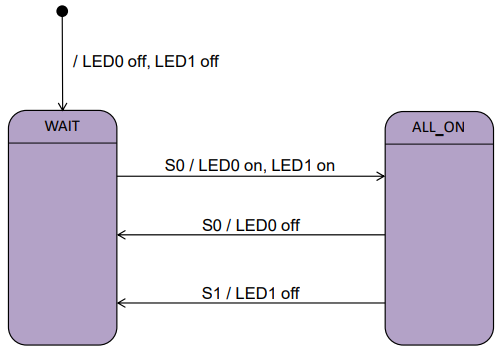 / LED0 off, LED1 off
WAIT
ALL_ON
S0 / LED0 on, LED1 on
S0 / LED0 off
S1 / LED1 off